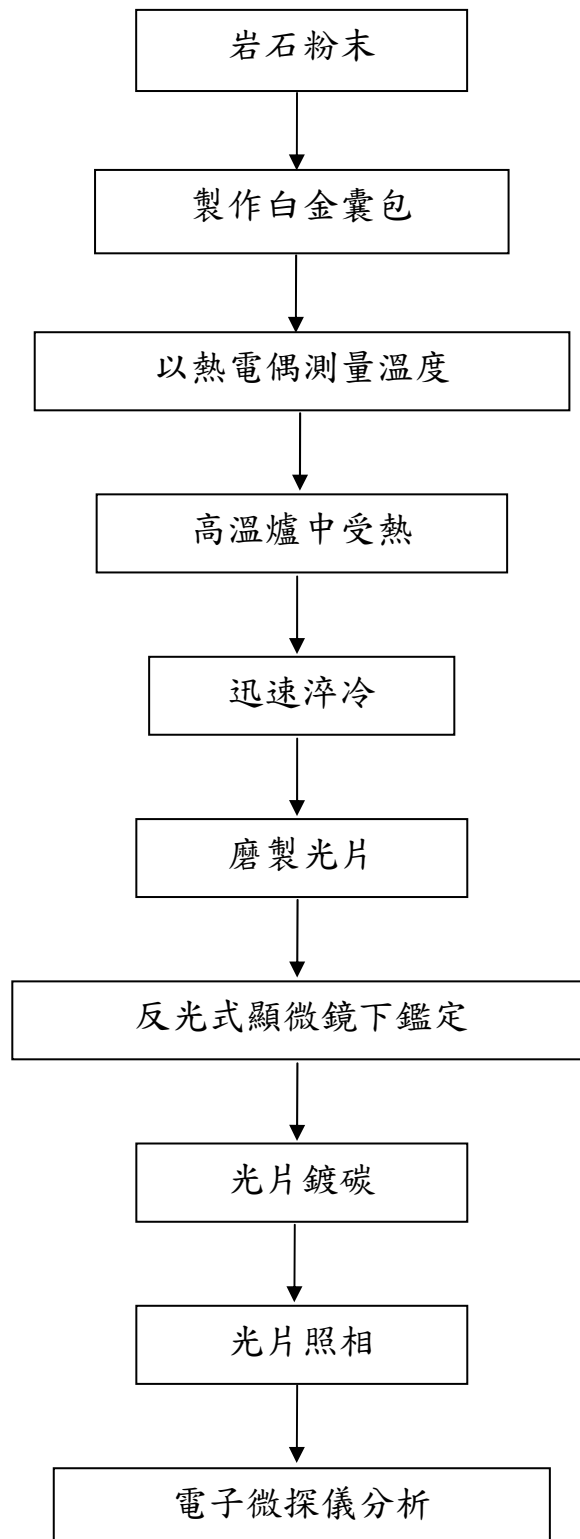 岩石粉末
製作白金囊包
以熱電偶測量溫度
高溫爐中受熱
迅速淬冷
磨製光片
反光式顯微鏡下鑑定
光片鍍碳
光片照相
電子微探儀分析